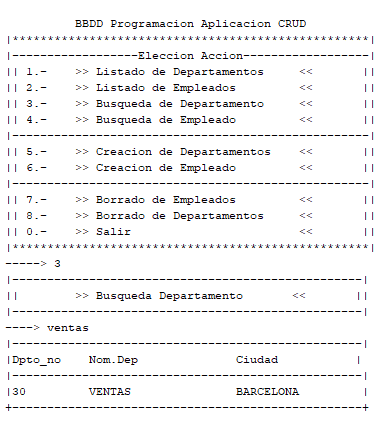 BBDD Programacion Aplicacion CRUD
|***************************************************|
|------------------Eleccion Accion------------------|
|| 1.-    >> Listado de Departamentos     <<       ||
|| 2.-    >> Listado de Empleados         <<       ||
|| 3.-    >> Busqueda de Departamento     <<       ||
|| 4.-    >> Busqueda de Empleado         <<       ||
|---------------------------------------------------|
|| 5.-    >> Creacion de Departamentos    <<       ||
|| 6.-    >> Creacion de Empleado         <<       ||
|---------------------------------------------------|
|| 7.-    >> Borrado de Empleados         <<       ||
|| 8.-    >> Borrado de Departamentos     <<       ||
|| 0.-    >> Salir                        <<       ||
|***************************************************|
-----> 3
|--------------------------------------------------|
||        >> Busqueda Departamento       <<       ||
|--------------------------------------------------|
----> ventas
|--------------------------------------------------|
|Dpto_no    Nom.Dep              Ciudad           |
|--------------------------------------------------|
|30         VENTAS               BARCELONA         |
+--------------------------------------------------+